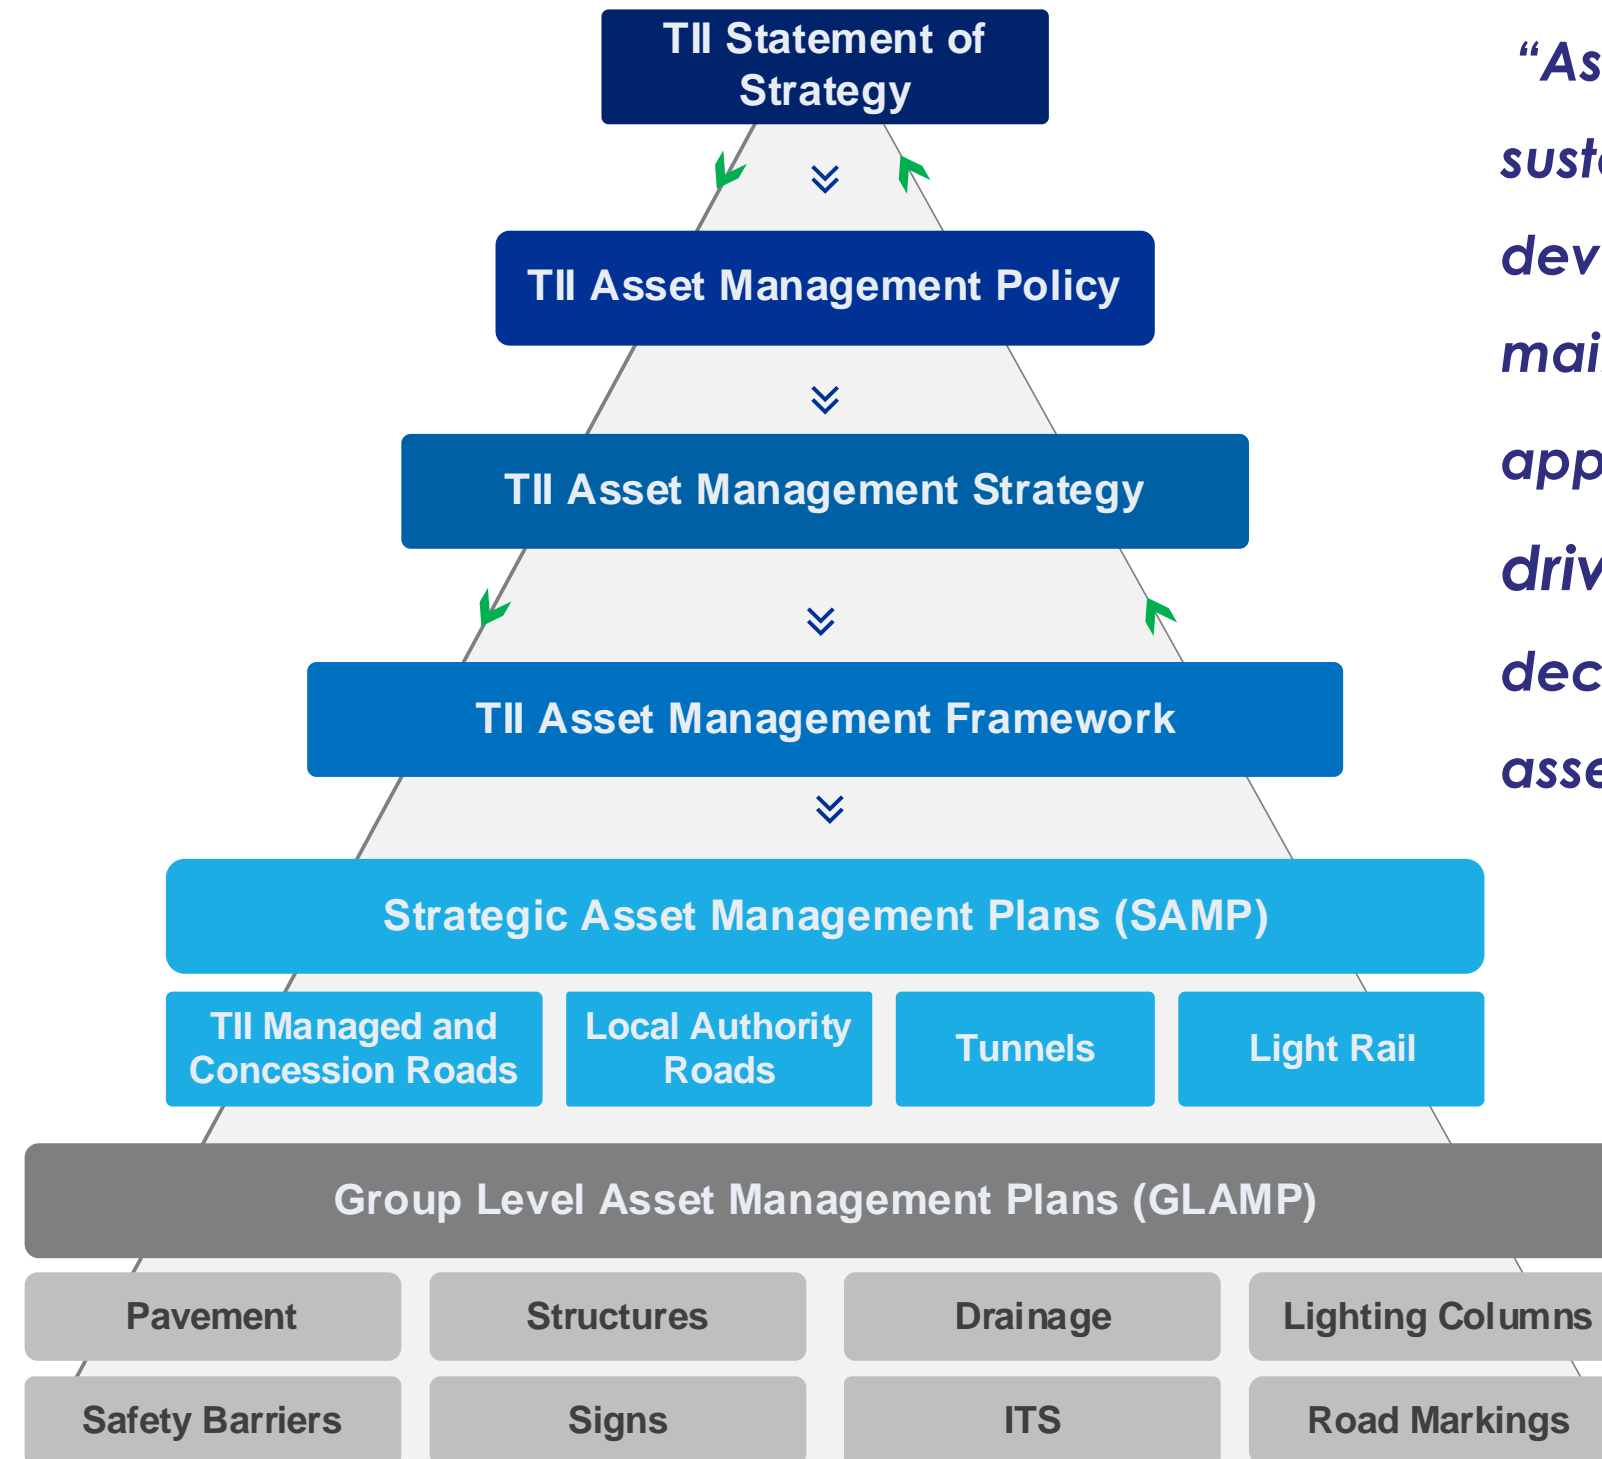 TII Statement of
Strategy
TII Asset Management Policy
TII Asset Management Strategy
TII Asset Management Framework
Strategic Asset Management Plans (SAMP)
TII Managed and
Concession Roads
Local Authority
Roads
Tunnels
Light Rail
Group Level Asset Management Plans (GLAMP)
Pavement
Structures
Drainage
Lighting Columns
Safety Barriers
Signs
ITS
Road Markings